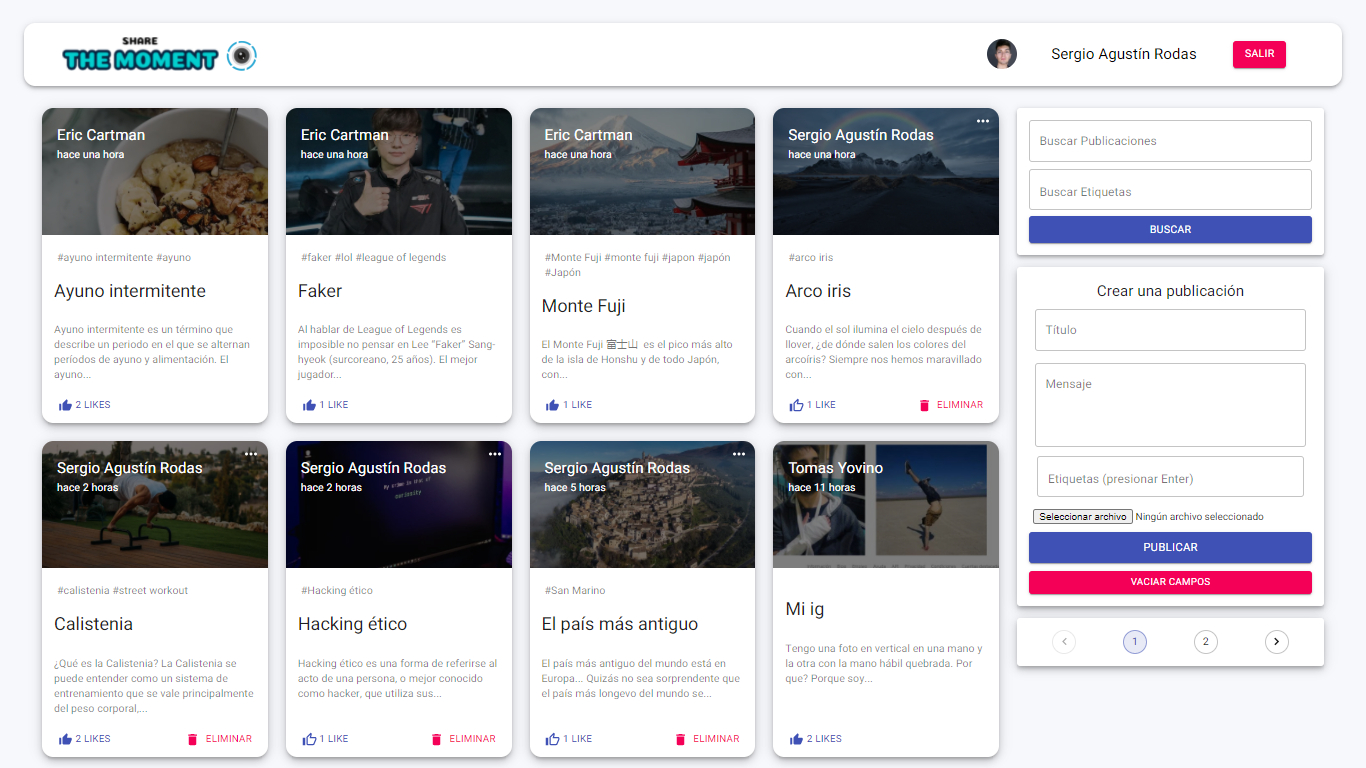 SHARE
THE MOMENT
Sergio Agustín Rodas
SALIR
Eric Cartman
hace una hora
#ayuno intermitente #ayuno
Ayuno intermitente
Ayuno intermitente es un término que
describe un periodo en el que se alternan
períodos de ayuno y alimentación. El
ayuno...
2 LIKES
Eric Cartman
hace una hora
#faker #lol #league of legends
Faker
Al hablar de League of Legends es
imposible no pensar en Lee “Faker” Sang-
hyeok (surcoreano, 25 años). El mejor
jugador...
1 LIKE
Eric Cartman
hace una hora
#Monte Fuji #monte fuji #japon #japón
#Japón
Monte Fuji
El Monte Fuji 富士山 es el pico más alto
de la isla de Honshu y de todo Japón,
con...
1 LIKE
Sergio Agustín Rodas
hace una hora
#arco iris
Arco iris
Cuando el sol ilumina el cielo después de
llover, ¿de dónde salen los colores del
arcoíris? Siempre nos hemos maravillado
con...
1 LIKE
ELIMINAR
Sergio Agustín Rodas
hace 2 horas
#calistenia #street workout
Calistenia
¿Qué es la Calistenia? La Calistenia se
puede entender como un sistema de
entrenamiento que se vale principalmente
del peso corporal,...
2 LIKES
ELIMINAR
Sergio Agustín Rodas
hace 2 horas
My crime is that of
curiosity
#Hacking ético
Hacking ético
Hacking ético es una forma de referirse al
acto de una persona, o mejor conocido
como hacker, que utiliza sus...
1 LIKE
ELIMINAR
Sergio Agustín Rodas
hace 5 horas
#San Marino
El país más antiguo
El país más antiguo del mundo está en
Europa... Quizás no sea sorprendente que
el país más longevo del mundo se...
1 LIKE
ELIMINAR
Tomas Yovino
hace 11 horas
Mi ig
Tengo una foto en vertical en una mano y
la otra con la mano hábil quebrada. Por
que? Porque soy...
2 LIKES
Buscar Publicaciones
Buscar Etiquetas
BUSCAR
Crear una publicación
Título
Mensaje
Etiquetas (presionar Enter)
Seleccionar archivo Ningún archivo seleccionado
PUBLICAR
VACIAR CAMPOS
1
2